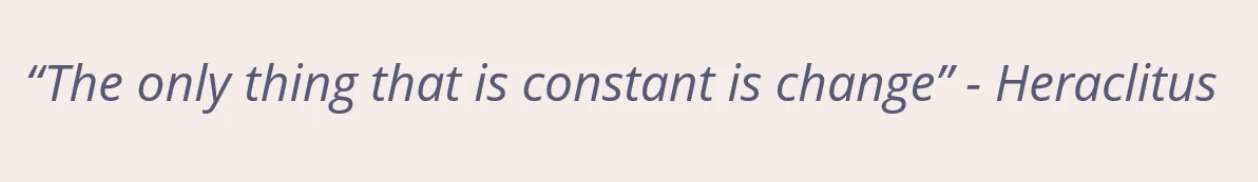 “The only thing that is constant is change” - Heraclitus